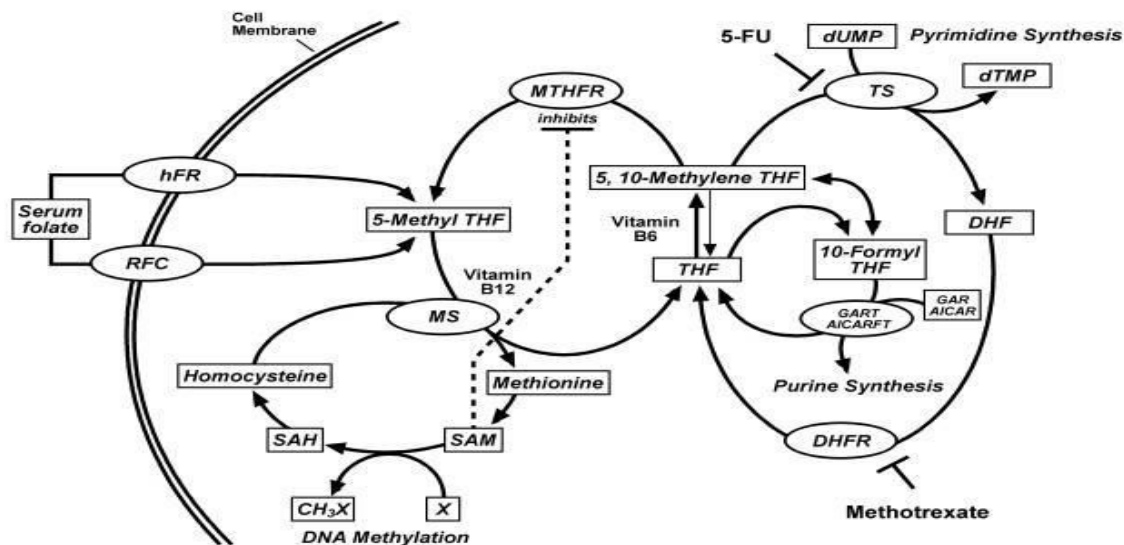 Cell
Membrane
5-FU
dUMP
Pyrimidine Synthesis
dTMP
TS
MTHFR
inhibits
hFR
5, 10-Methylene THF
Serum
folate
5-Methyl THF
Vitamin
B6
DHF
10-Formyl
THF
RFC
THF
Vitamin
B12
MS
GART
AICARFT
GAR
AICAR
Homocysteine
Methionine
Purine Synthesis
SAH
SAM
DHFR
CH₃X
X
Methotrexate
DNA Methylation